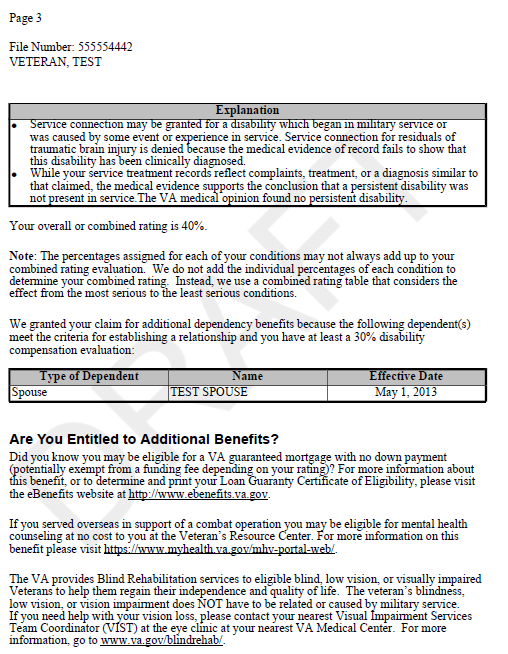 Page 3
File Number: 555554442
VETERAN, TEST
Explanation
• Service connection may be granted for a disability which began in military service or
was caused by some event or experience in service. Service connection for residuals of
traumatic brain injury is denied because the medical evidence of record fails to show that
this disability has been clinically diagnosed.
• While your service treatment records reflect complaints, treatment, or a diagnosis similar to
that claimed, the medical evidence supports the conclusion that a persistent disability was
not present in service.The VA medical opinion found no persistent disability.
Your overall or combined rating is 40%.
Note: The percentages assigned for each of your conditions may not always add up to your
combined rating evaluation. We do not add the individual percentages of each condition to
determine your combined rating. Instead, we use a combined rating table that considers the
effect from the most serious to the least serious conditions.
We granted your claim for additional dependency benefits because the following dependent(s)
meet the criteria for establishing a relationship and you have at least a 30% disability
compensation evaluation:
Type of Dependent Name Effective Date
Spouse TEST SPOUSE May 1, 2013
Are You Entitled to Additional Benefits?
Did you know you may be eligible for a VA guaranteed mortgage with no down payment
(potentially exempt from a funding fee depending on your rating)? For more information about
this benefit, or to determine and print your Loan Guaranty Certificate of Eligibility, please visit
the eBenefits website at http://www.ebenefits.va.gov.
If you served overseas in support of a combat operation you may be eligible for mental health
counseling at no cost to you at the Veteran's Resource Center. For more information on this
benefit please visit https://www.myhealth.va.gov/mhv-portal-web/.
The VA provides Blind Rehabilitation services to eligible blind, low vision, or visually impaired
Veterans to help them regain their independence and quality of life. The veteran's blindness,
low vision, or vision impairment does NOT have to be related or caused by military service.
If you need help with your vision loss, please contact your nearest Visual Impairment Services
Team Coordinator (VIST) at the eye clinic at your nearest VA Medical Center. For more
information, go to www.va.gov/blindrehab/.
DRAFT